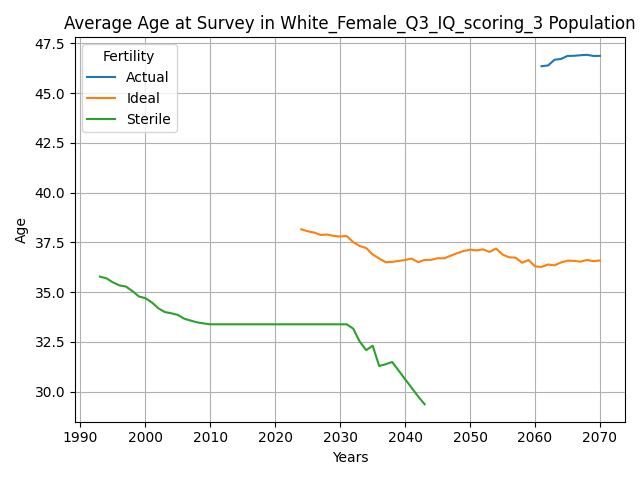 Average Age at Survey in White_Female_Q3_IQ_scoring_3 Population
Fertility
Actual
Ideal
Sterile
47.5
45.0
42.5
40.0
37.5
35.0
32.5
30.0
Age
1990 2000 2010 2020 2030 2040 2050 2060 2070
Years